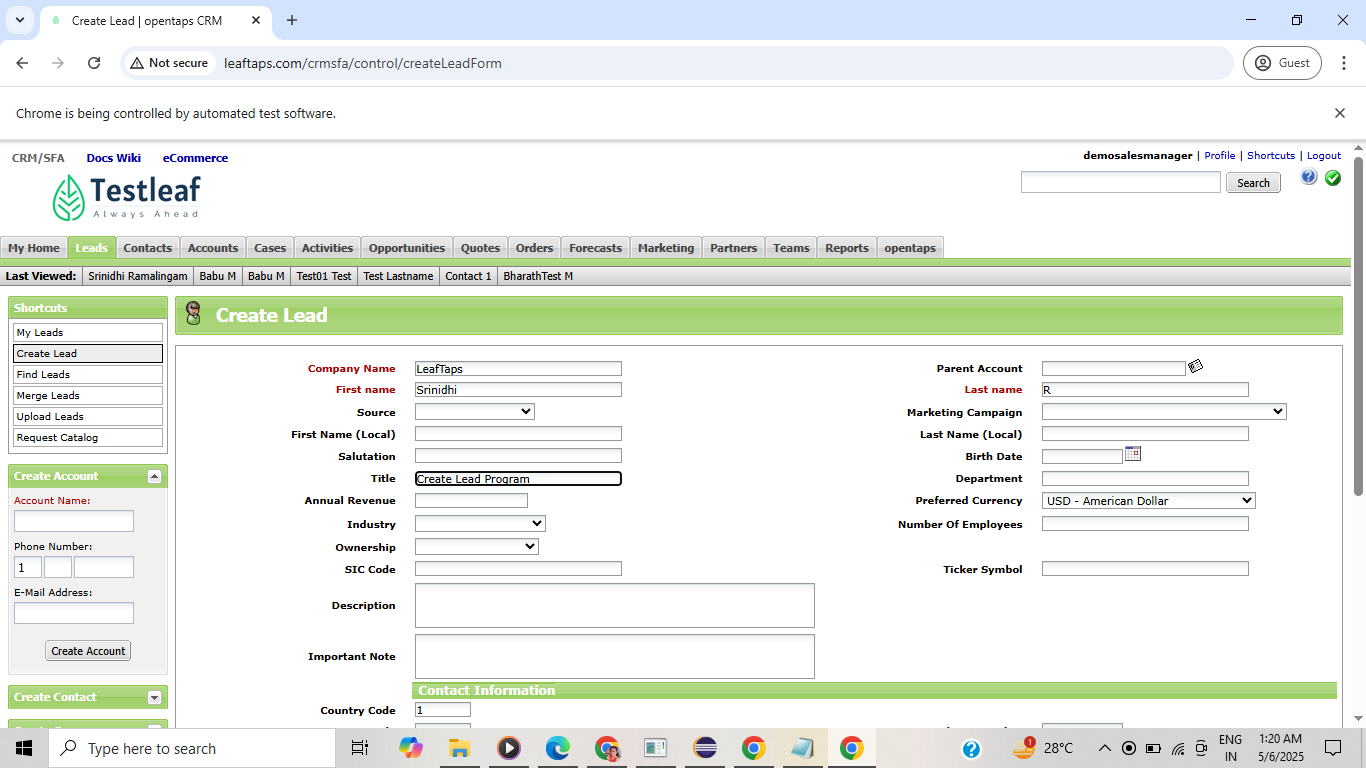 Create Lead | opentaps CRM
Not secure leaftaps.com/crmsfa/control/createLeadForm Guest
Chrome is being controlled by automated test software.
CRM/SFA Docs Wiki eCommerce demosalesmanager | Profile | Shortcuts | Logout
Testleaf
Always Ahead
Search
My Home Leads Contacts Accounts Cases Activities Opportunities Quotes Orders Forecasts Marketing Partners Teams Reports opentaps
Last Viewed: Srinidhi Ramalingam Babu M Babu M Test01 Test Test Lastname Contact 1 BharathTest M
Shortcuts
My Leads
Create Lead
Find Leads
Merge Leads
Upload Leads
Request Catalog
Create Account
Account Name:
Phone Number:
1
E-Mail Address:
Create Account
Create Contact
Create Lead
Company Name LeafTaps Parent Account
First name Srinidhi Last name R
Source Marketing Campaign
First Name (Local) Last Name (Local)
Salutation Birth Date
Title Create Lead Program Department
Annual Revenue Preferred Currency USD - American Dollar
Industry Number Of Employees
Ownership
SIC Code Ticker Symbol
Description
Important Note
Contact Information
Country Code 1
Type here to search 1 28°C ENG IN 1:20 AM 5/6/2025